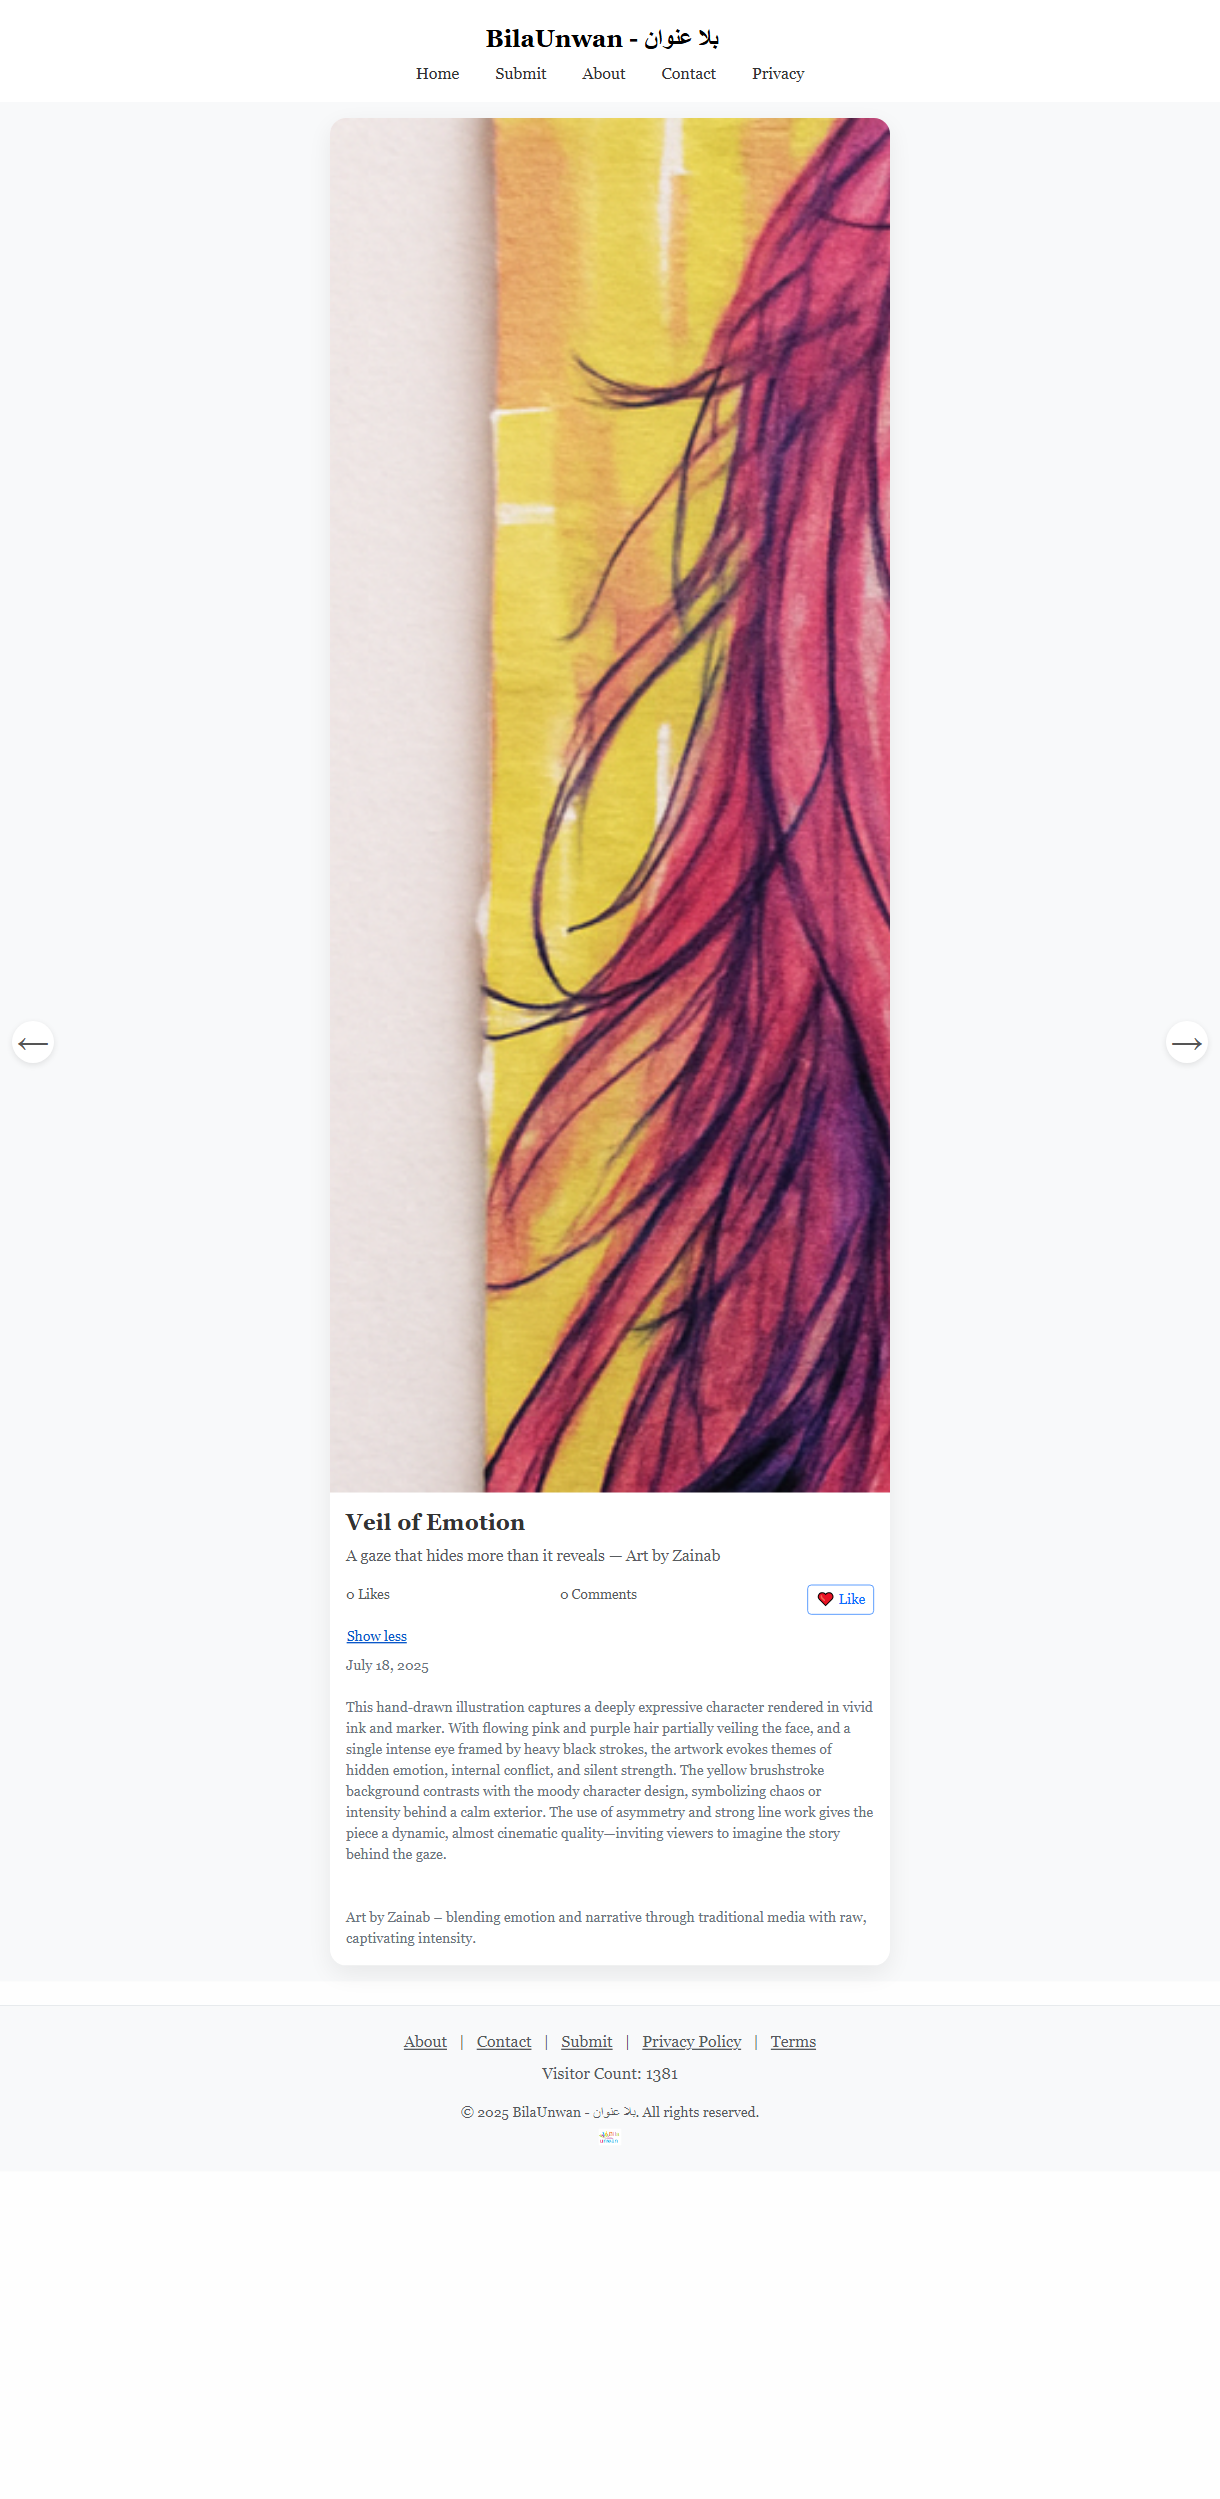 BilaUnwan - بلا عنوان
Home Submit About Contact Privacy
←
→
Veil of Emotion
A gaze that hides more than it reveals — Art by Zainab
0 Likes 0 Comments ❤️ Like
Show less
July 18, 2025
This hand-drawn illustration captures a deeply expressive character rendered in vivid
ink and marker. With flowing pink and purple hair partially veiling the face, and a
single intense eye framed by heavy black strokes, the artwork evokes themes of
hidden emotion, internal conflict, and silent strength. The yellow brushstroke
background contrasts with the moody character design, symbolizing chaos or
intensity behind a calm exterior. The use of asymmetry and strong line work gives the
piece a dynamic, almost cinematic quality—inviting viewers to imagine the story
behind the gaze.
Art by Zainab – blending emotion and narrative through traditional media with raw,
captivating intensity.
About | Contact | Submit | Privacy Policy | Terms
Visitor Count: 1381
© 2025 BilaUnwan - بلا عنوان. All rights reserved.